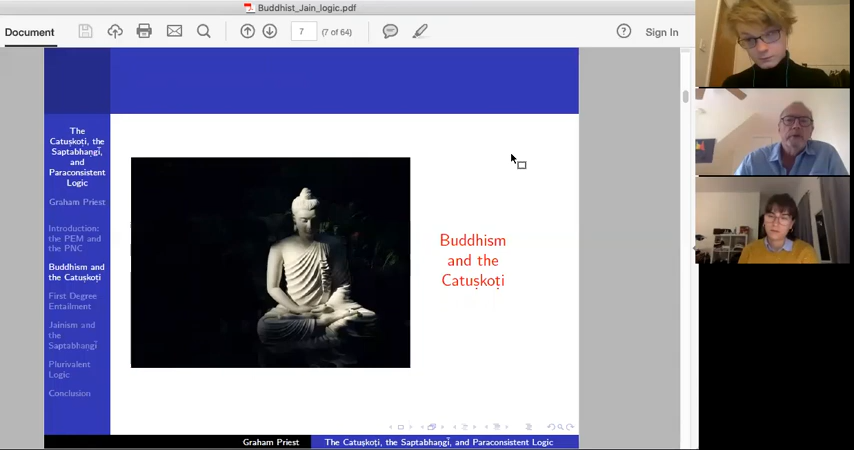 Buddhist_Jain_logic.pdf
Document
7
(7 of 64)
Sign In
The
Catuṣkoṭi, the
Saptabhaṅgī,
and
Paraconsistent
Logic
Graham Priest
Introduction:
the PEM and
the PNC
Buddhism and
the Catuṣkoṭi
First Degree
Entailment
Jainism and
the
Saptabhaṅgī
Plurivalent
Logic
Conclusion
Buddhism
and the
Catuṣkoṭi
Graham Priest
The Catuṣkoṭi, the Saptabhaṅgī, and Paraconsistent Logic